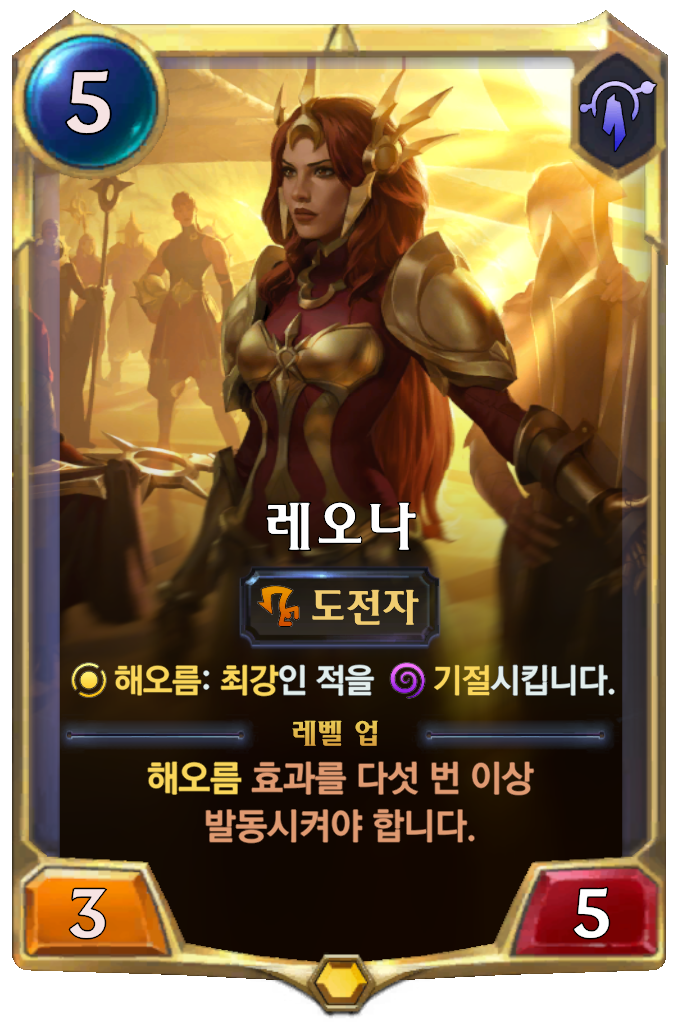 5
레오나
도전자
해오름: 최강인 적을 기절시킵니다.
레벨 업
해오름 효과를 다섯 번 이상
발동시켜야 합니다.
3
5